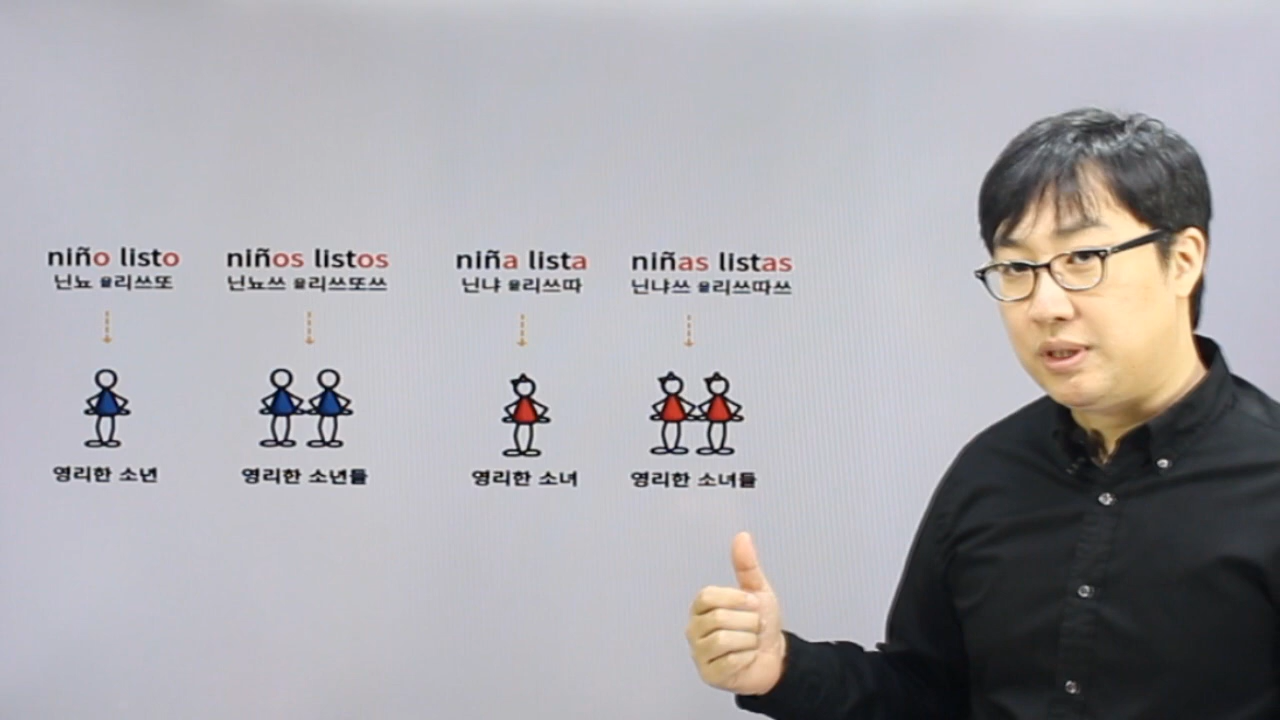 niño listo
닌뇨 을리쓰또
영리한 소년
niños listos
닌뇨쓰 을리쓰또쓰
영리한 소년들
niña lista
닌냐 을리쓰따
영리한 소녀
niñas listas
닌냐쓰 을리쓰따쓰
영리한 소녀들